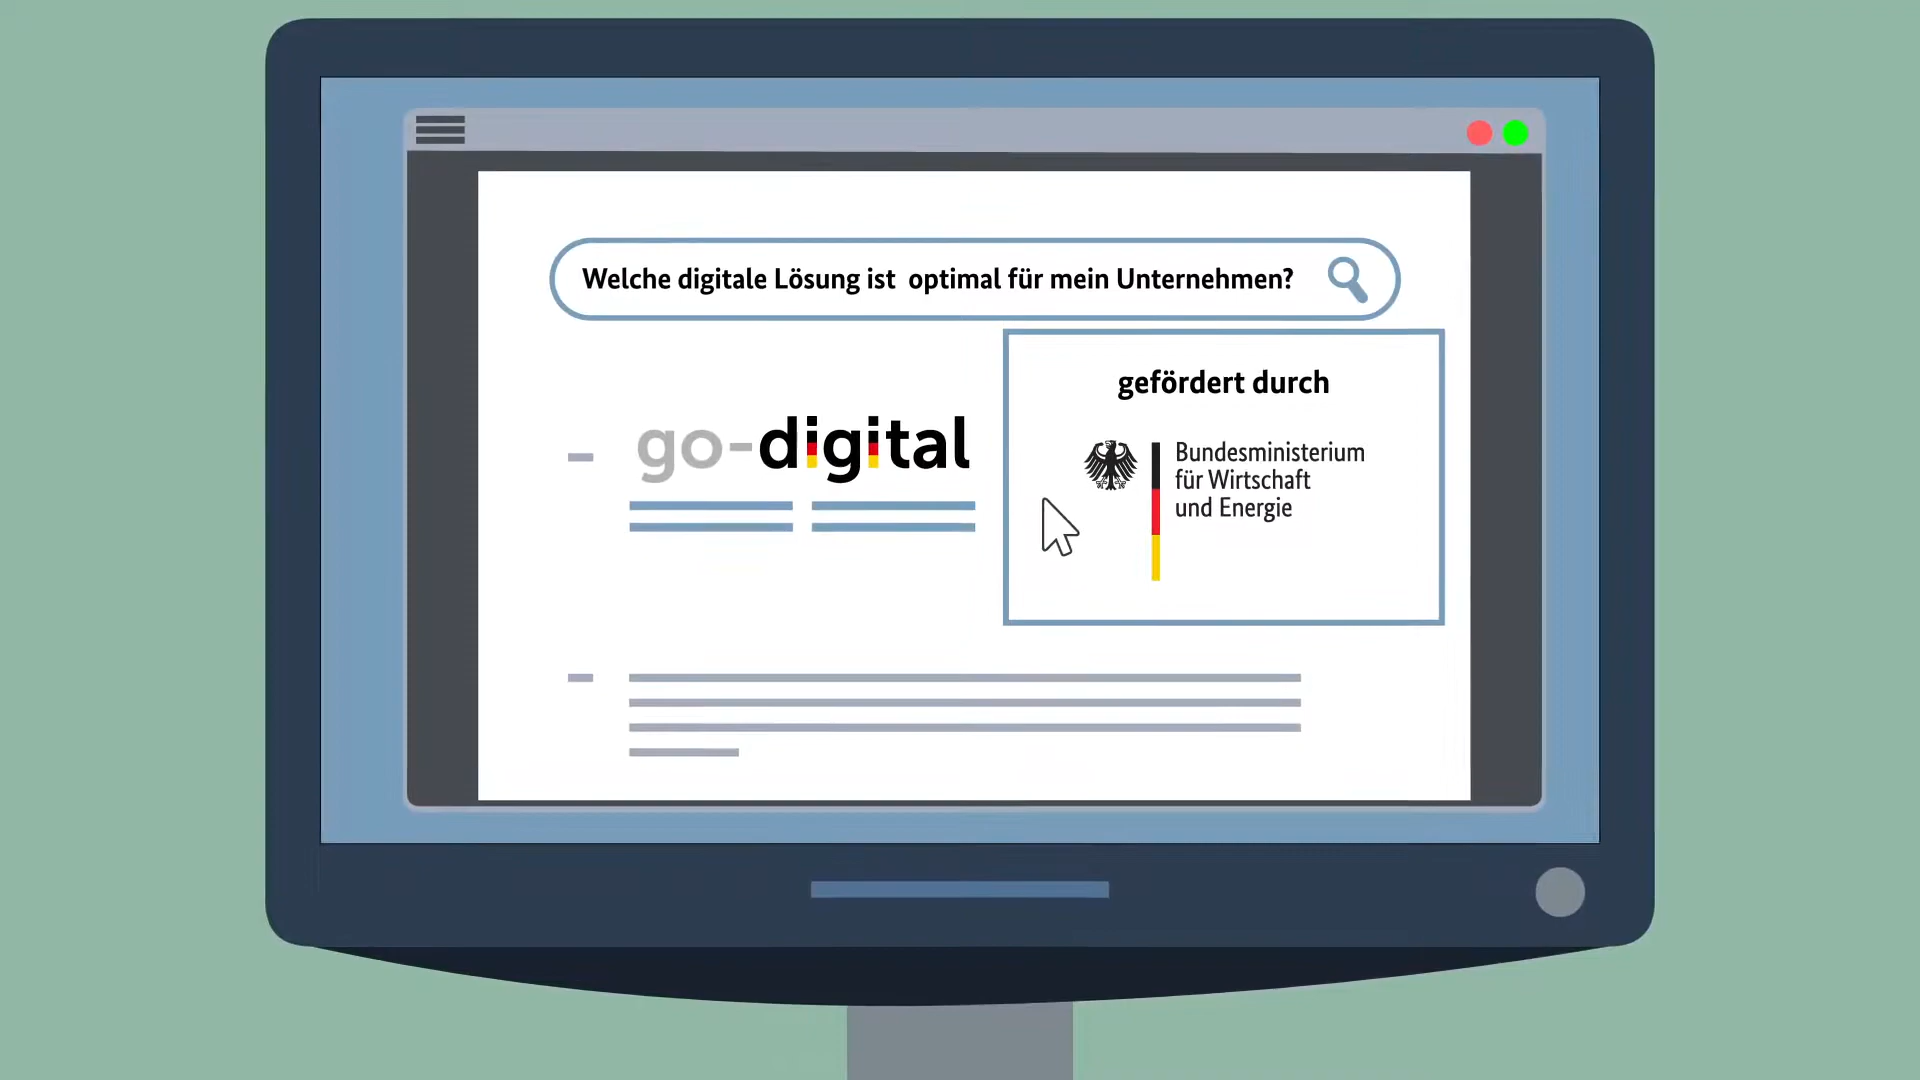 Welche digitale Lösung ist optimal für mein Unternehmen?
gefördert durch
go-digital
Bundesministerium
für Wirtschaft
und Energie